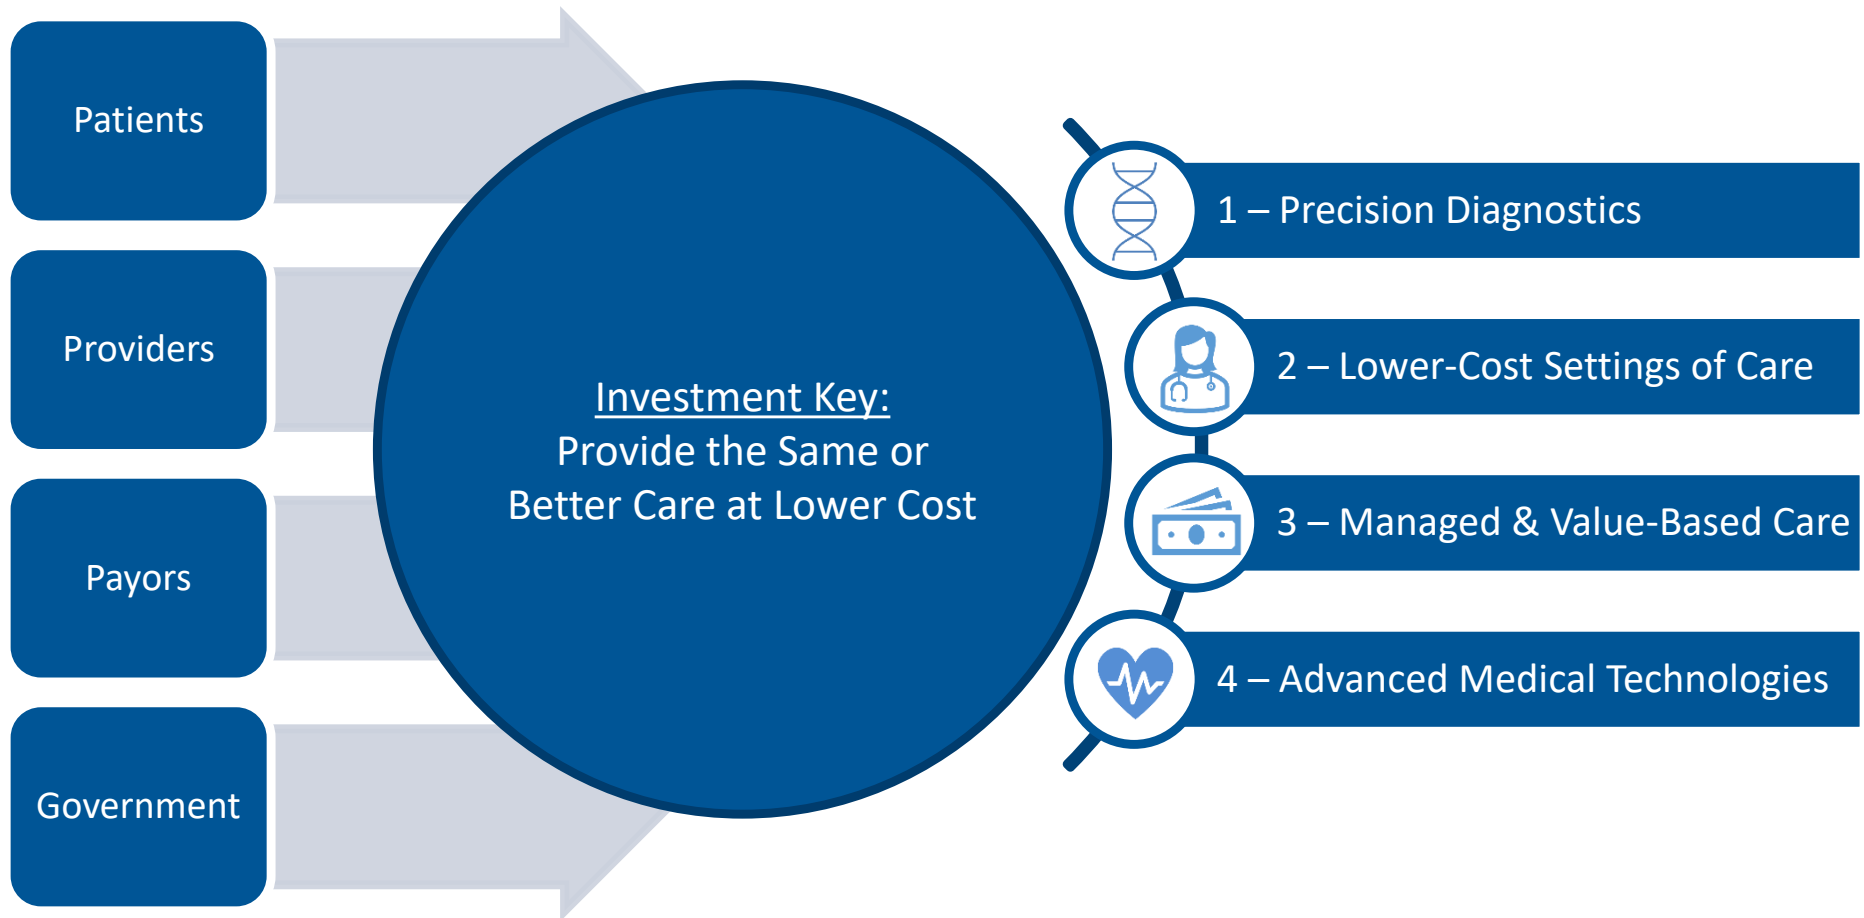 Patients
Providers
Payors
Government
Investment Key:
Provide the Same or
Better Care at Lower Cost
1 – Precision Diagnostics
2 – Lower-Cost Settings of Care
3 – Managed & Value-Based Care
4 – Advanced Medical Technologies